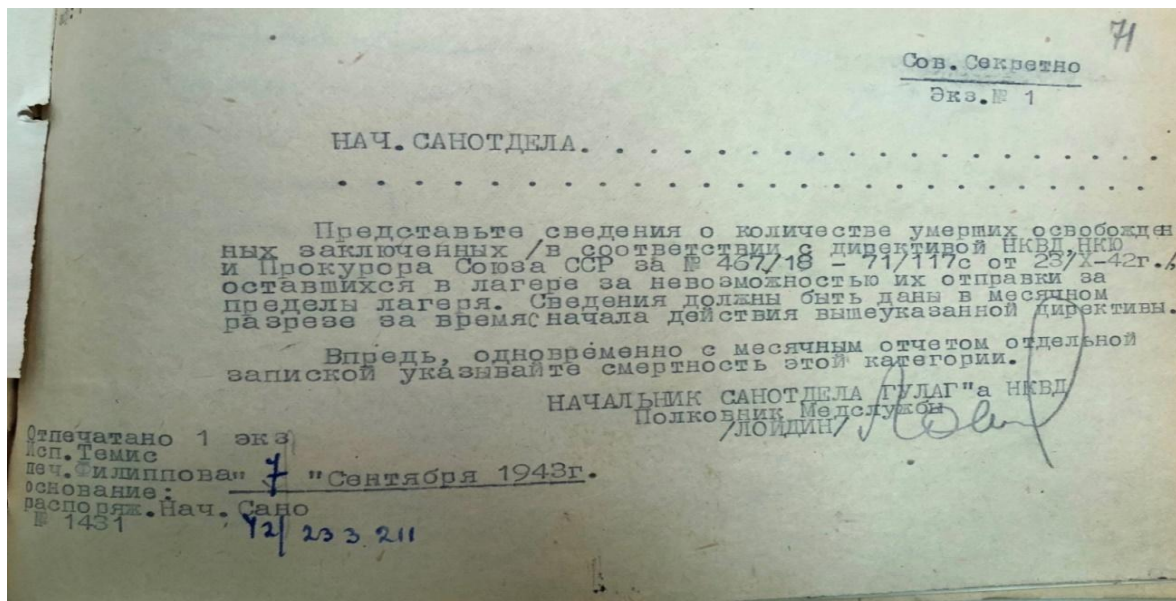 71
Сов.Секретно
Экз.№ 1
НАЧ.САНОТДЕЛА. . . . . . . . . . . . . . . .
. . . . . . . . . . . . . . . . . . . . . .
Представьте сведения о количестве умерших освобожден
ных заключенных /в соответствии с директивой НКВД,НКЮ
и Прокурора Союза ССР за № 467/18 - 71/117с от 23/X-42г./
оставшихся в лагере за невозможностью их отправки за
пределы лагеря. Сведения должны быть даны в месячном
разрезе за время с начала действия вышеуказанной директивы.
Впредь, одновременно с месячным отчетом отдельной
запиской указывайте смертность этой категории.
НАЧАЛЬНИК САНОТДЕЛА ГУЛАГ"а НКВД
Полковник Медслужбы
/ЛОЙДИН/
Отпечатано 1 экз
Исп.Темис
печ.Филиппова
" 7 "Сентября 1943г.
основание:
распоряж.Нач.Сано
№ 1431
42/ 23 3 211